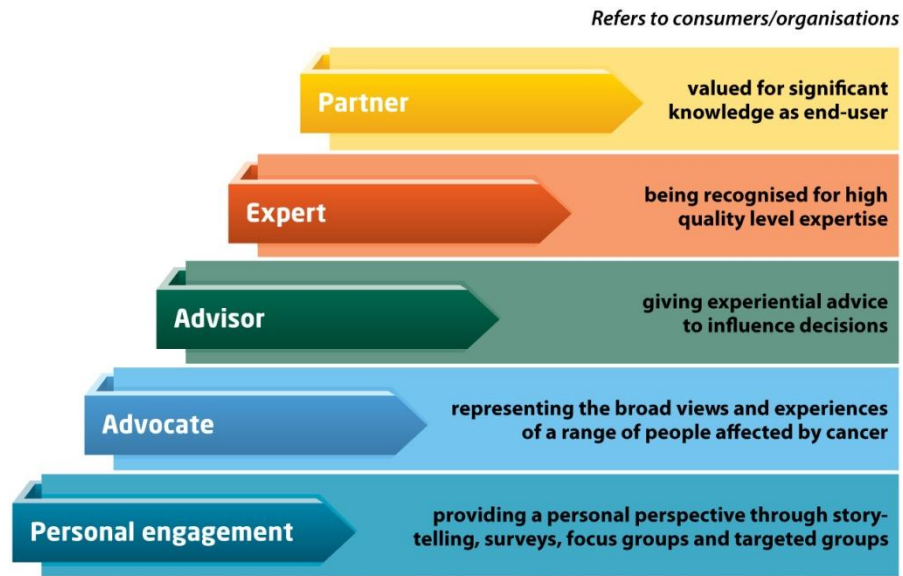 Refers to consumers/organisations
Partner
valued for significant
knowledge as end-user
Expert
being recognised for high
quality level expertise
Advisor
giving experiential advice
to influence decisions
Advocate
representing the broad views and experiences
of a range of people affected by cancer
Personal engagement
providing a personal perspective through story-
telling, surveys, focus groups and targeted groups